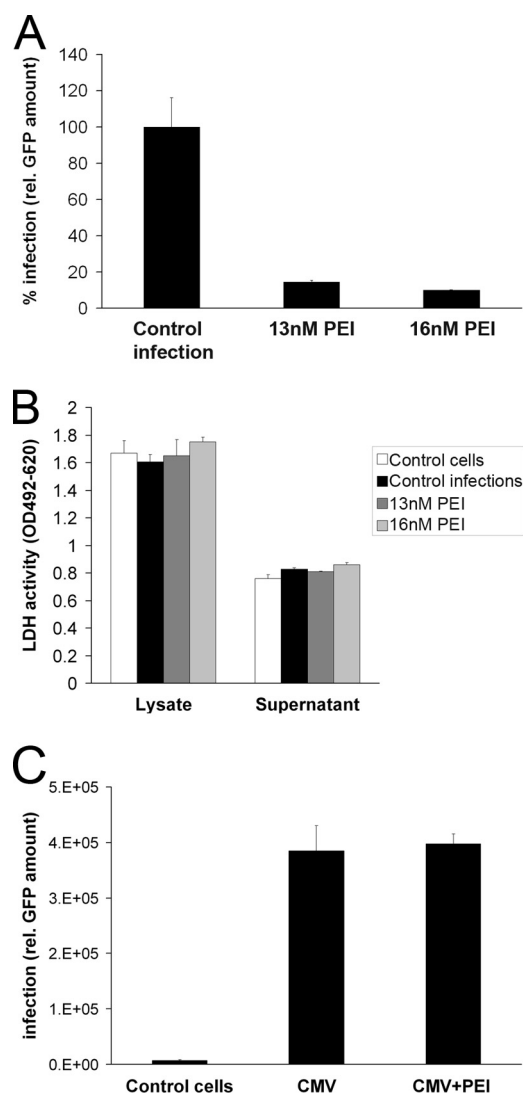 A
% infection (rel. GFP amount)
140
120
100
80
60
40
20
0
Control
infection
13nM PEI
16nM PEI
B
LDH activity (OD492-620)
2
1.8
1.6
1.4
1.2
1
0.8
0.6
0.4
0.2
0
Lysate
Supernatant
Control cells
Control infections
13nM PEI
16nM PEI
C
infection (rel. GFP amount)
5.E+05
4.E+05
3.E+05
2.E+05
1.E+05
0.E+00
Control cells
CMV
CMV+PEI